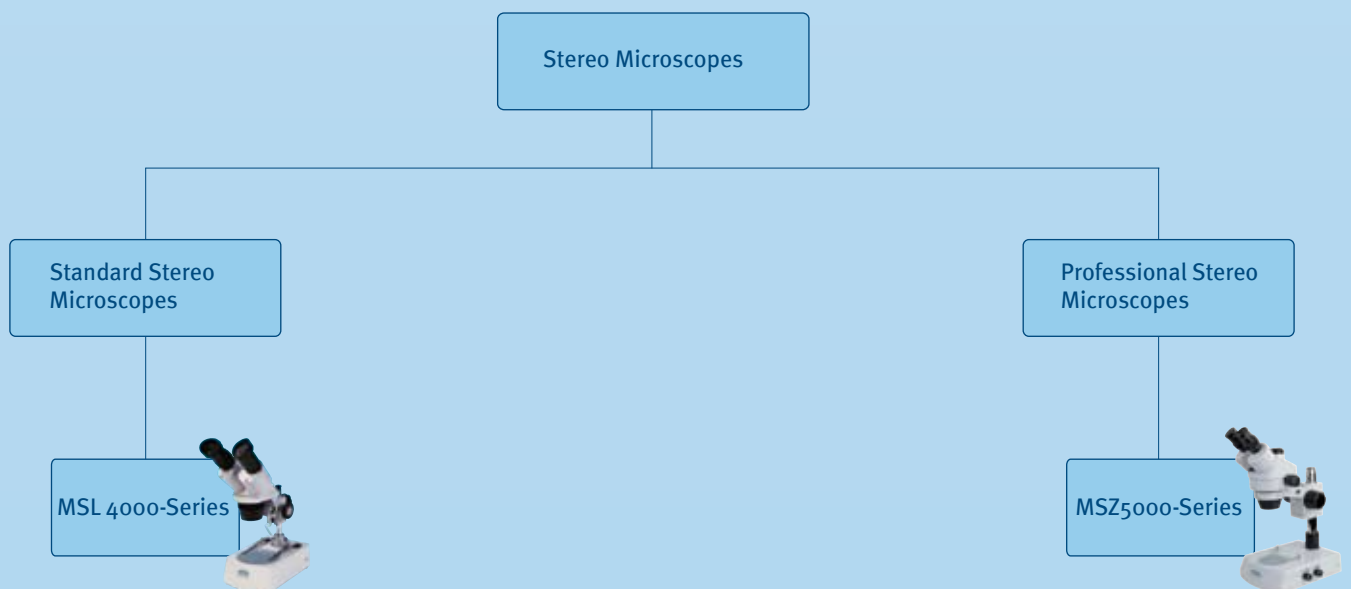 Stereo Microscopes
Standard Stereo
Microscopes
Professional Stereo
Microscopes
MSL 4000-Series
MSZ5000-Series